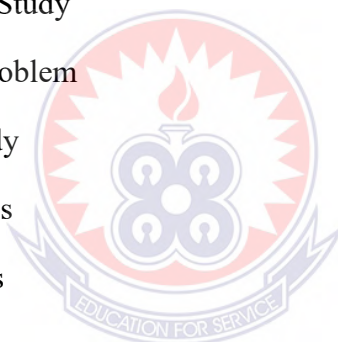 Study
oblem
dy
s
s
EDUCATION FOR SERVICE